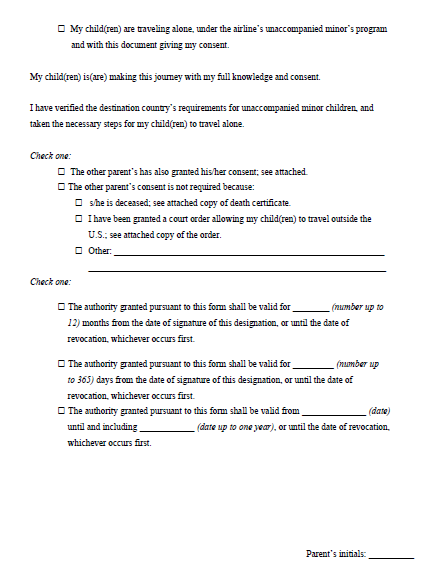 ☐ My child(ren) are traveling alone, under the airline's unaccompanied minor's program
and with this document giving my consent.
My child(ren) is(are) making this journey with my full knowledge and consent.
I have verified the destination country's requirements for unaccompanied minor children, and
taken the necessary steps for my child(ren) to travel alone.
Check one:
☐ The other parent's has also granted his/her consent; see attached.
☐ The other parent's consent is not required because:
☐ s/he is deceased; see attached copy of death certificate.
☐ I have been granted a court order allowing my child(ren) to travel outside the
U.S.; see attached copy of the order.
☐ Other: ____________________
____________________
Check one:
☐ The authority granted pursuant to this form shall be valid for ________ (number up to
12) months from the date of signature of this designation, or until the date of
revocation, whichever occurs first.
☐ The authority granted pursuant to this form shall be valid for ________ (number up
to 365) days from the date of signature of this designation, or until the date of
revocation, whichever occurs first.
☐ The authority granted pursuant to this form shall be valid from ____________ (date)
until and including ___________ (date up to one year), or until the date of revocation,
whichever occurs first.
Parent's initials: _________